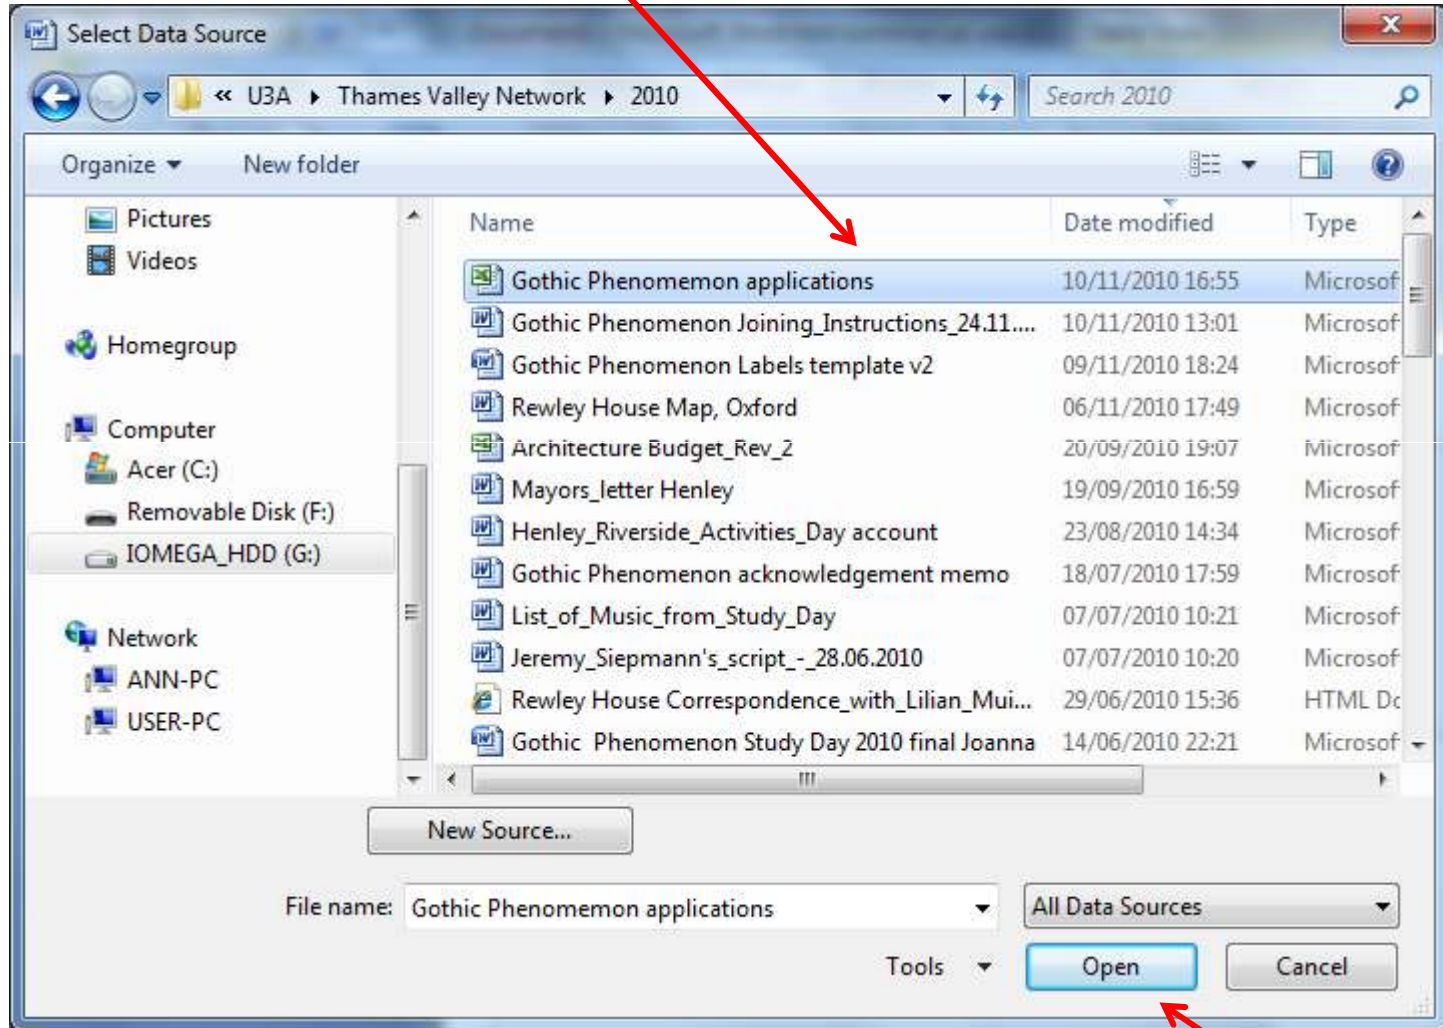 Select Data Source
« U3A ▸ Thames Valley Network ▸ 2010
Search 2010
Organize
New folder
Pictures
Videos
Homegroup
Computer
Acer (C:)
Removable Disk (F:)
IOMEGA_HDD (G:)
Network
ANN-PC
USER-PC
Name Date modified Type
Gothic Phenomemon applications 10/11/2010 16:55 Microsof
Gothic Phenomenon Joining_Instructions_24.11.... 10/11/2010 13:01 Microsof
Gothic Phenomenon Labels template v2 09/11/2010 18:24 Microsof
Rewley House Map, Oxford 06/11/2010 17:49 Microsof
Architecture Budget_Rev_2 20/09/2010 19:07 Microsof
Mayors_letter Henley 19/09/2010 16:59 Microsof
Henley_Riverside_Activities_Day account 23/08/2010 14:34 Microsof
Gothic Phenomenon acknowledgement memo 18/07/2010 17:59 Microsof
List_of_Music_from_Study_Day 07/07/2010 10:21 Microsof
Jeremy_Siepmann's_script_-_28.06.2010 07/07/2010 10:20 Microsof
Rewley House Correspondence_with_Lilian_Mui... 29/06/2010 15:36 HTML Dc
Gothic  Phenomenon Study Day 2010 final Joanna 14/06/2010 22:21 Microsof
New Source...
File name: Gothic Phenomemon applications
All Data Sources
Tools
Open
Cancel